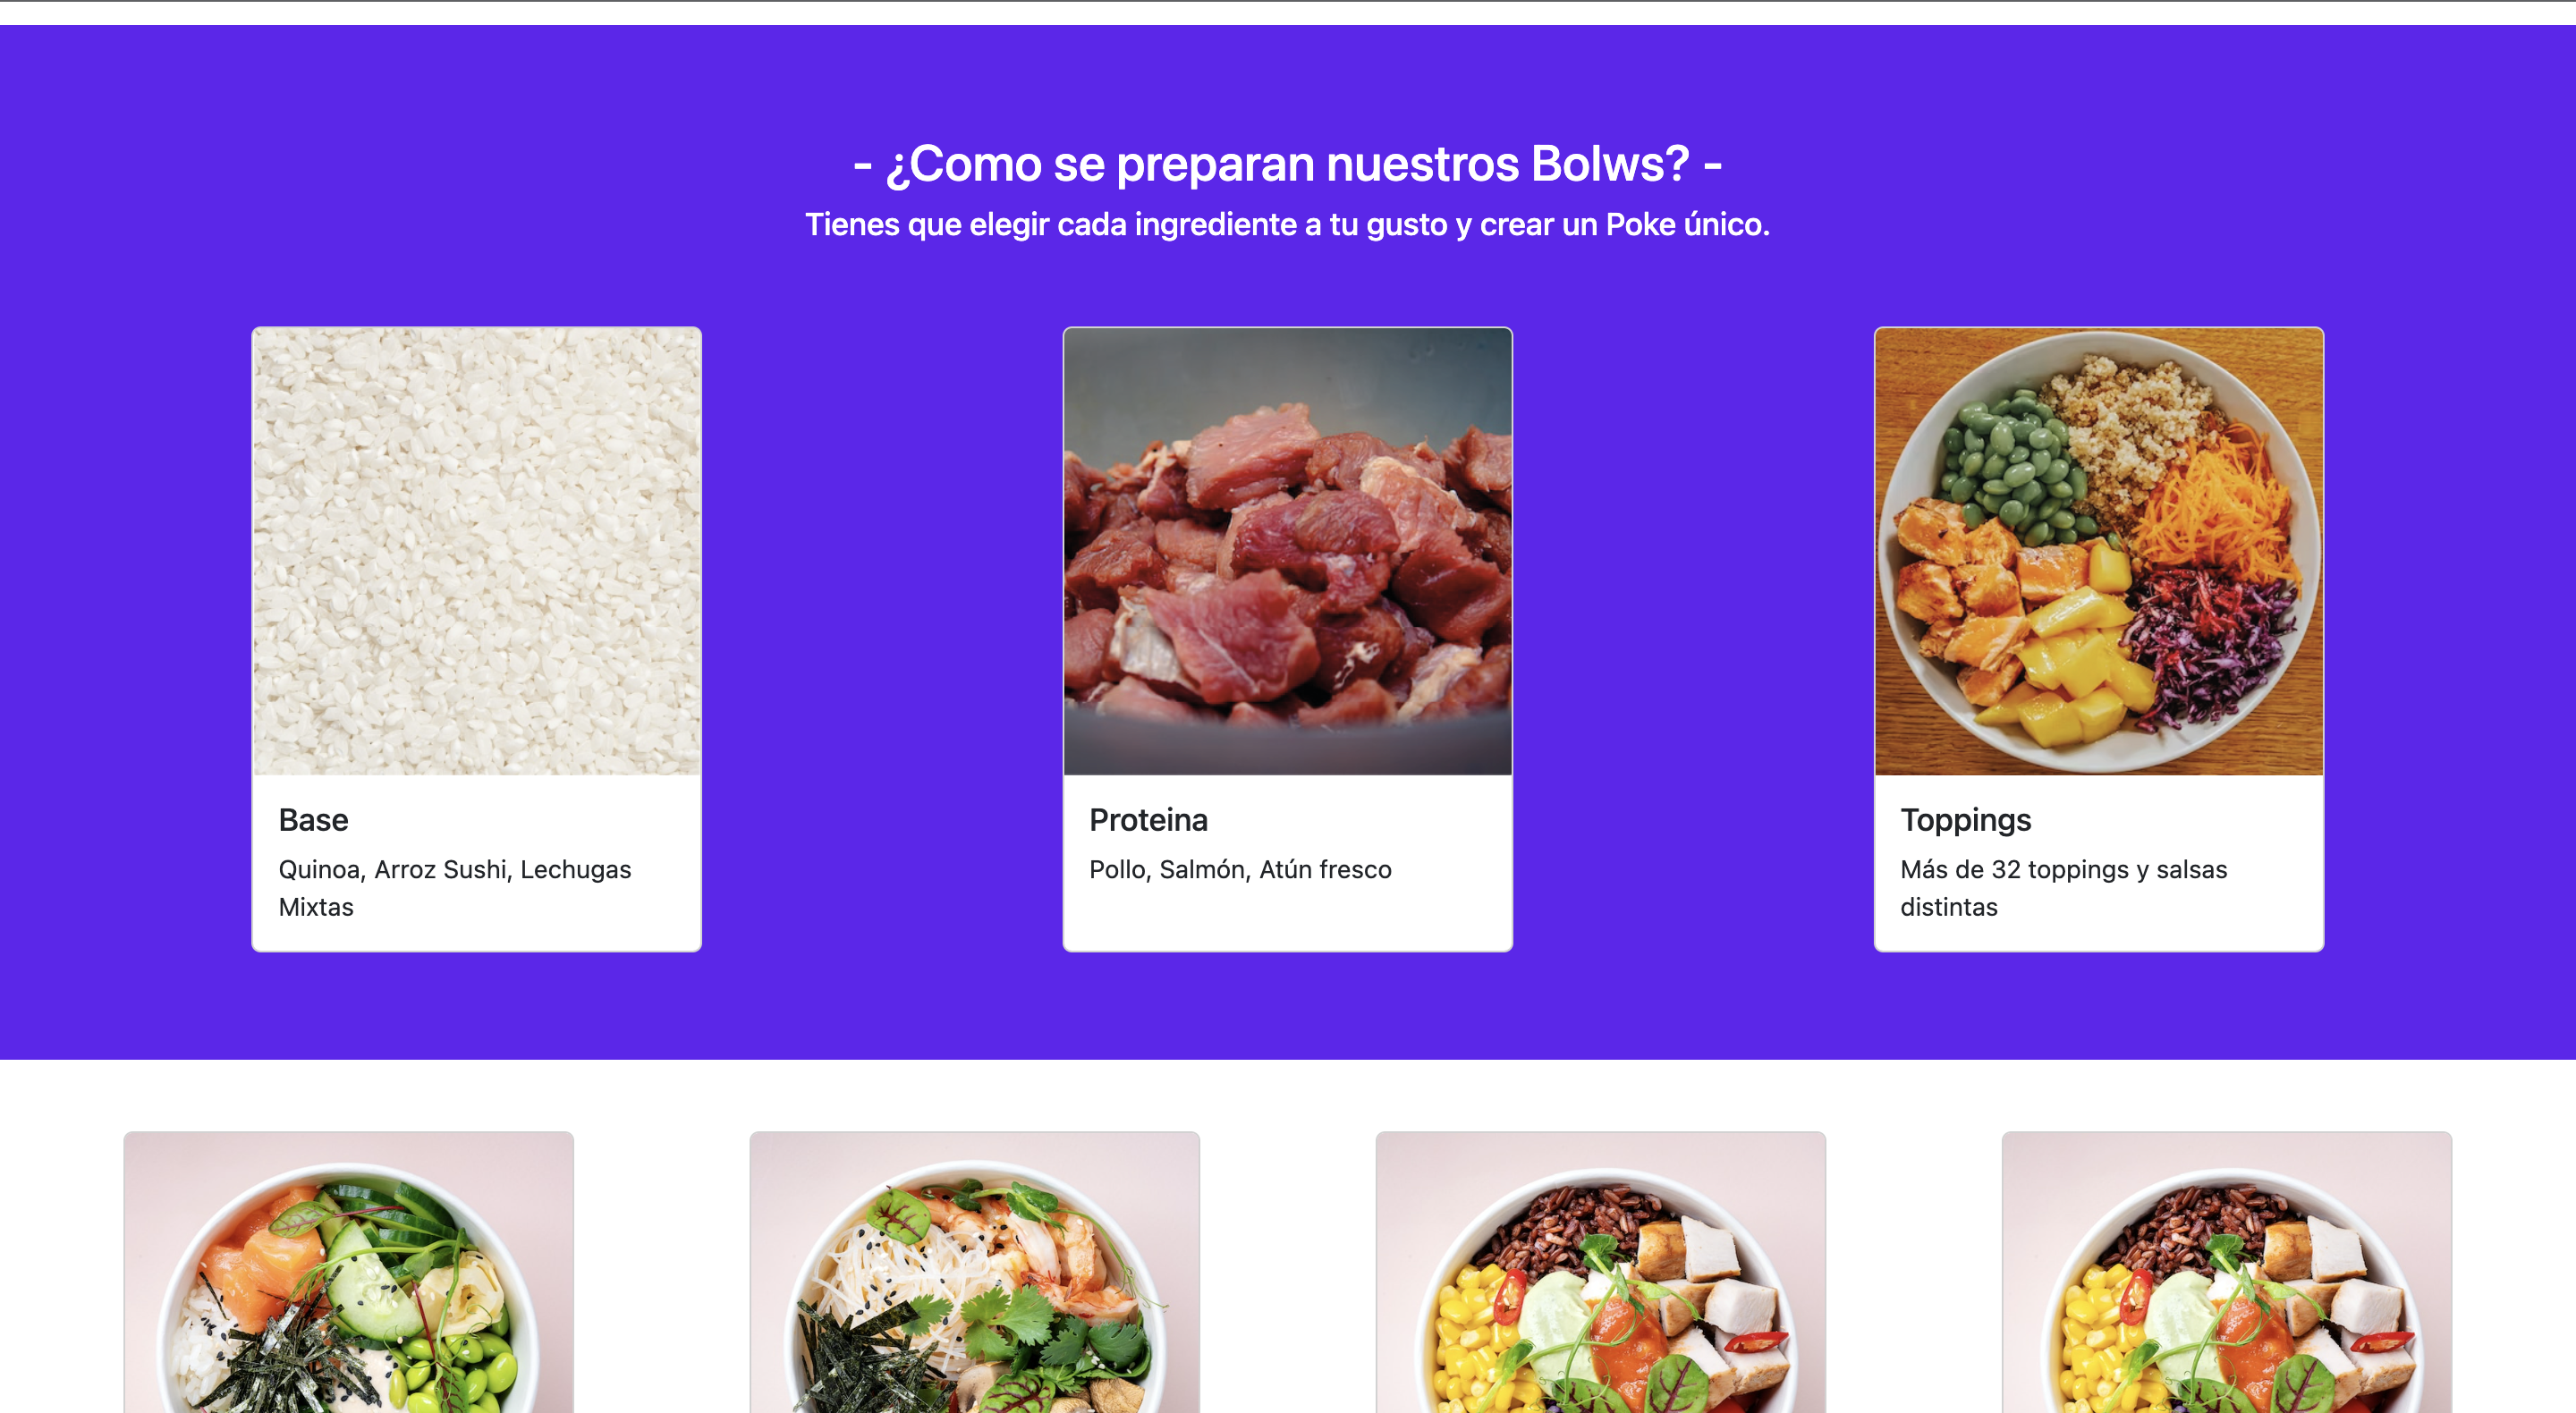 - ¿Como se preparan nuestros Bolws? -
Tienes que elegir cada ingrediente a tu gusto y crear un Poke único.
Base
Quinoa, Arroz Sushi, Lechugas
Mixtas
Proteina
Pollo, Salmón, Atún fresco
Toppings
Más de 32 toppings y salsas
distintas